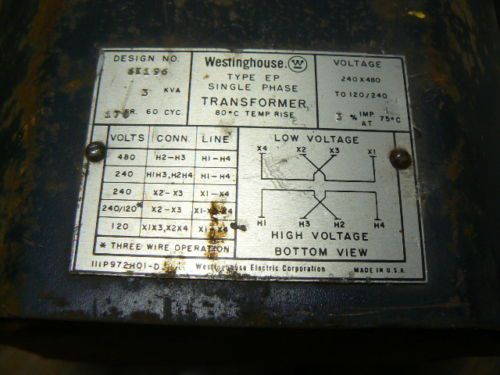 DESIGN NO.
3 KVA
60 CYC.
Westinghouse W
TYPE EP
SINGLE PHASE
TRANSFORMER
80°C TEMP RISE
VOLTAGE
240 X 480
TO 120/240
3 % IMP AT 75°C
VOLTS CONN. LINE
480 H2-H3 H1-H4
240 H1H3,H2H4 H1-H4
240 X2-X3 X1-X4
240/120* X2-X3
120 X1X3,X2X4 X1-X4
* THREE WIRE OPERATION
LOW VOLTAGE
X4 X2 X3 X1
H1 H3 H2 H4
HIGH VOLTAGE
BOTTOM VIEW
Westinghouse Electric Corporation MADE IN U.S.A.